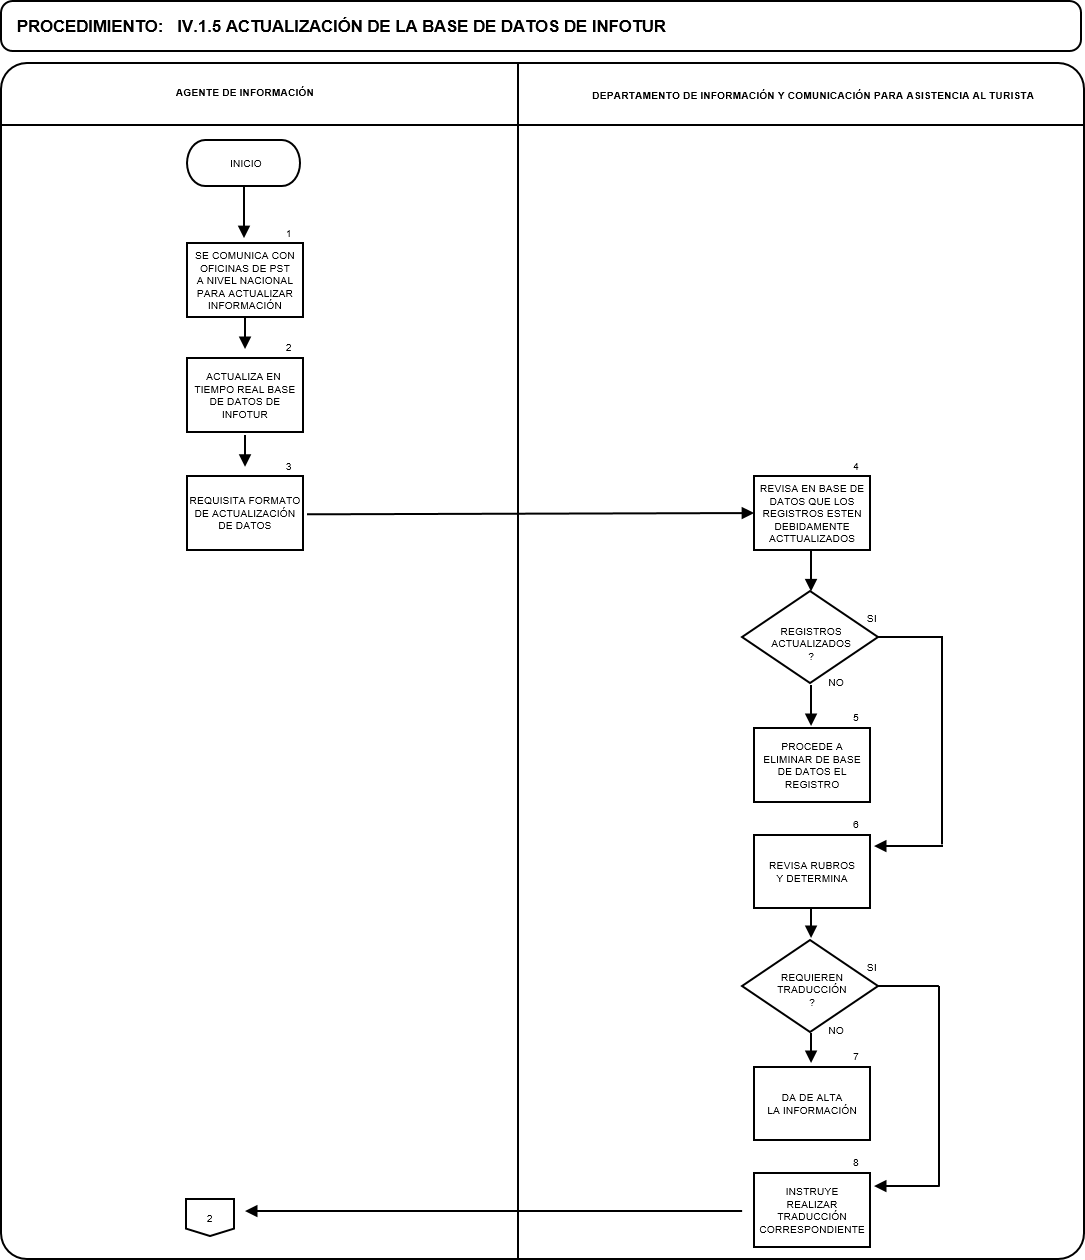 PROCEDIMIENTO: IV.1.5 ACTUALIZACIÓN DE LA BASE DE DATOS DE INFOTUR
AGENTE DE INFORMACIÓN
DEPARTAMENTO DE INFORMACIÓN Y COMUNICACIÓN PARA ASISTENCIA AL TURISTA
INICIO
1
SE COMUNICA CON
OFICINAS DE PST
A NIVEL NACIONAL
PARA ACTUALIZAR
INFORMACIÓN
2
ACTUALIZA EN
TIEMPO REAL BASE
DE DATOS DE
INFOTUR
3
REQUISITA FORMATO
DE ACTUALIZACIÓN
DE DATOS
4
REVISA EN BASE DE
DATOS QUE LOS
REGISTROS ESTEN
DEBIDAMENTE
ACTTUALIZADOS
SI
REGISTROS
ACTUALIZADOS
?
NO
5
PROCEDE A
ELIMINAR DE BASE
DE DATOS EL
REGISTRO
6
REVISA RUBROS
Y DETERMINA
SI
REQUIEREN
TRADUCCIÓN
?
NO
7
DA DE ALTA
LA INFORMACIÓN
8
INSTRUYE
REALIZAR
TRADUCCIÓN
CORRESPONDIENTE
2